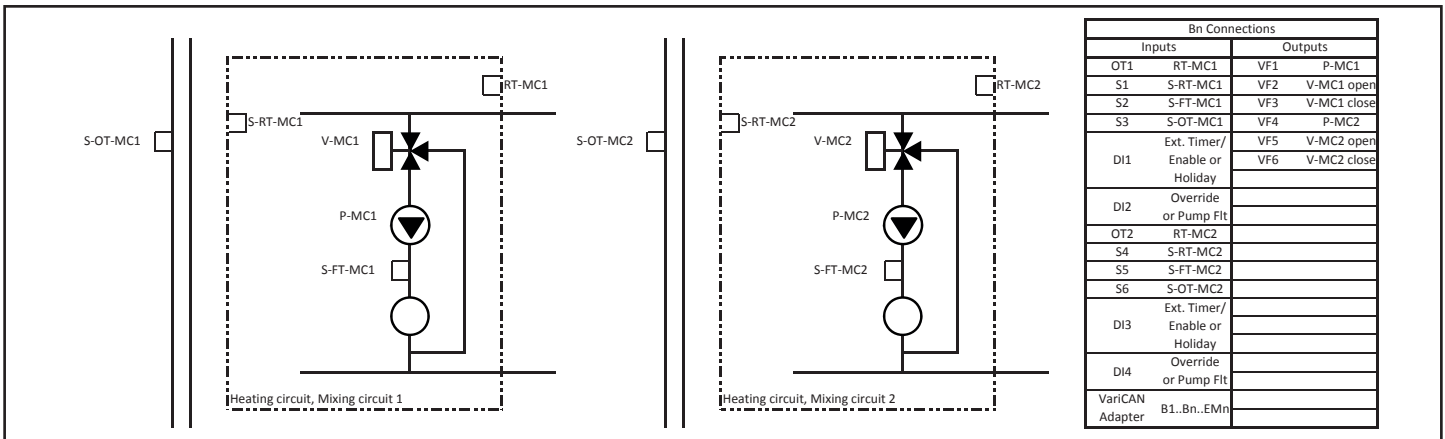 S-OT-MC1
RT-MC1
S-RT-MC1
V-MC1
P-MC1
S-FT-MC1
Heating circuit, Mixing circuit 1
S-OT-MC2
RT-MC2
S-RT-MC2
V-MC2
P-MC2
S-FT-MC2
Heating circuit, Mixing circuit 2
Bn Connections
Inputs Outputs
OT1 RT-MC1 VF1 P-MC1
S1 S-RT-MC1 VF2 V-MC1 open
S2 S-FT-MC1 VF3 V-MC1 close
S3 S-OT-MC1 VF4 P-MC2
Ext. Timer/ VF5 V-MC2 open
DI1 Enable or VF6 V-MC2 close
Holiday
DI2 Override
or Pump Flt
OT2 RT-MC2
S4 S-RT-MC2
S5 S-FT-MC2
S6 S-OT-MC2
Ext. Timer/
DI3 Enable or
Holiday
DI4 Override
or Pump Flt
VariCAN
Adapter B1..Bn..EMn